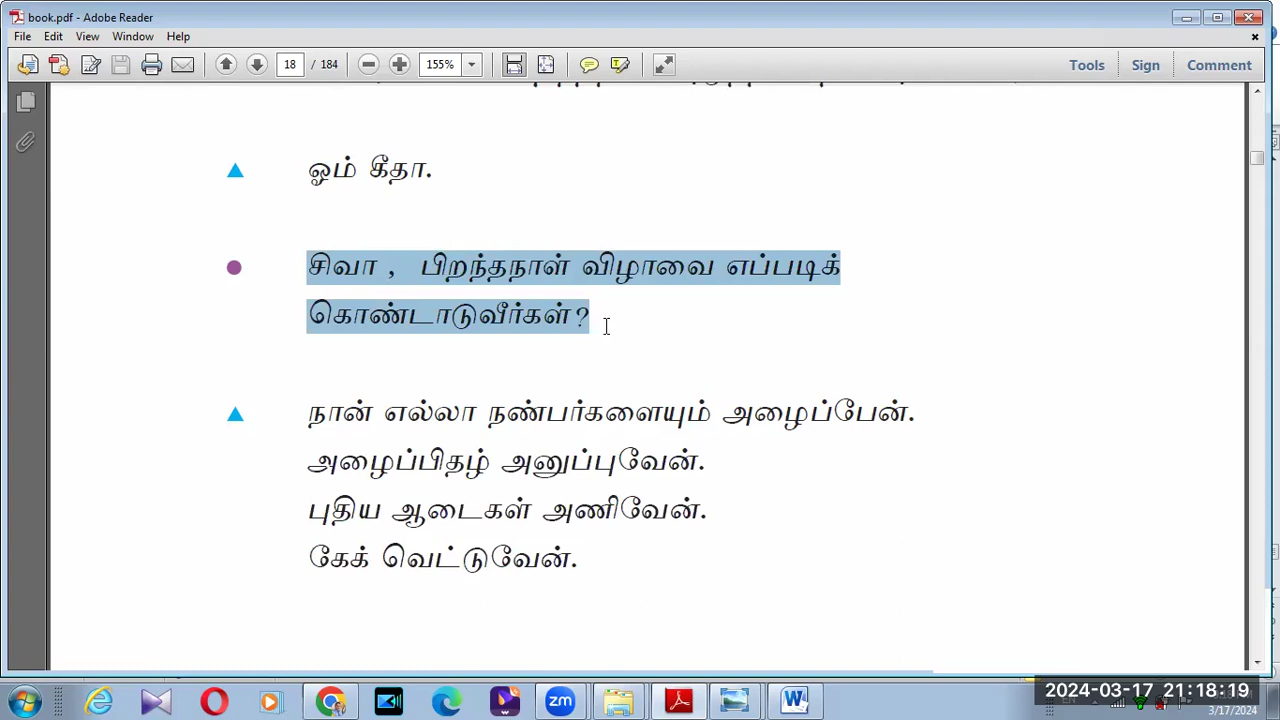 book.pdf - Adobe Reader
File Edit View Window Help
18 / 184 155% Tools Sign Comment
ஓம் கீதா.
சிவா , பிறந்தநாள் விழாவை எப்படிக்
கொண்டாடுவீர்கள்?
நான் எல்லா நண்பர்களையும் அழைப்பேன்.
அழைப்பிதழ் அனுப்புவேன்.
புதிய ஆடைகள் அணிவேன்.
கேக் வெட்டுவேன்.
2024-03-17 21:18:19
3/17/2024